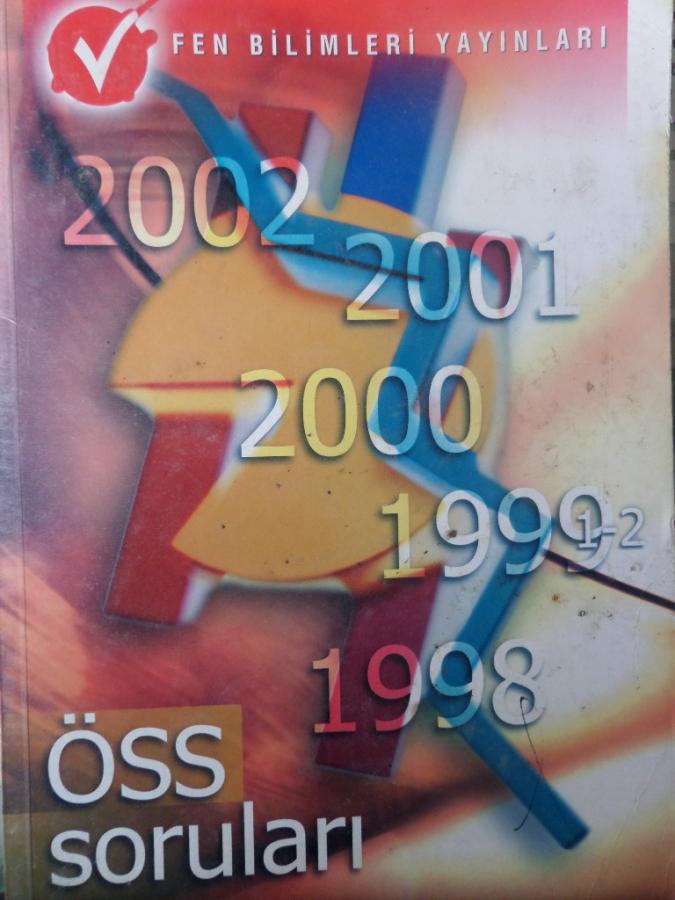 FEN BİLİMLERİ YAYINLARI
2002
2001
2000
1999 1-2
1998
ÖSS
soruları